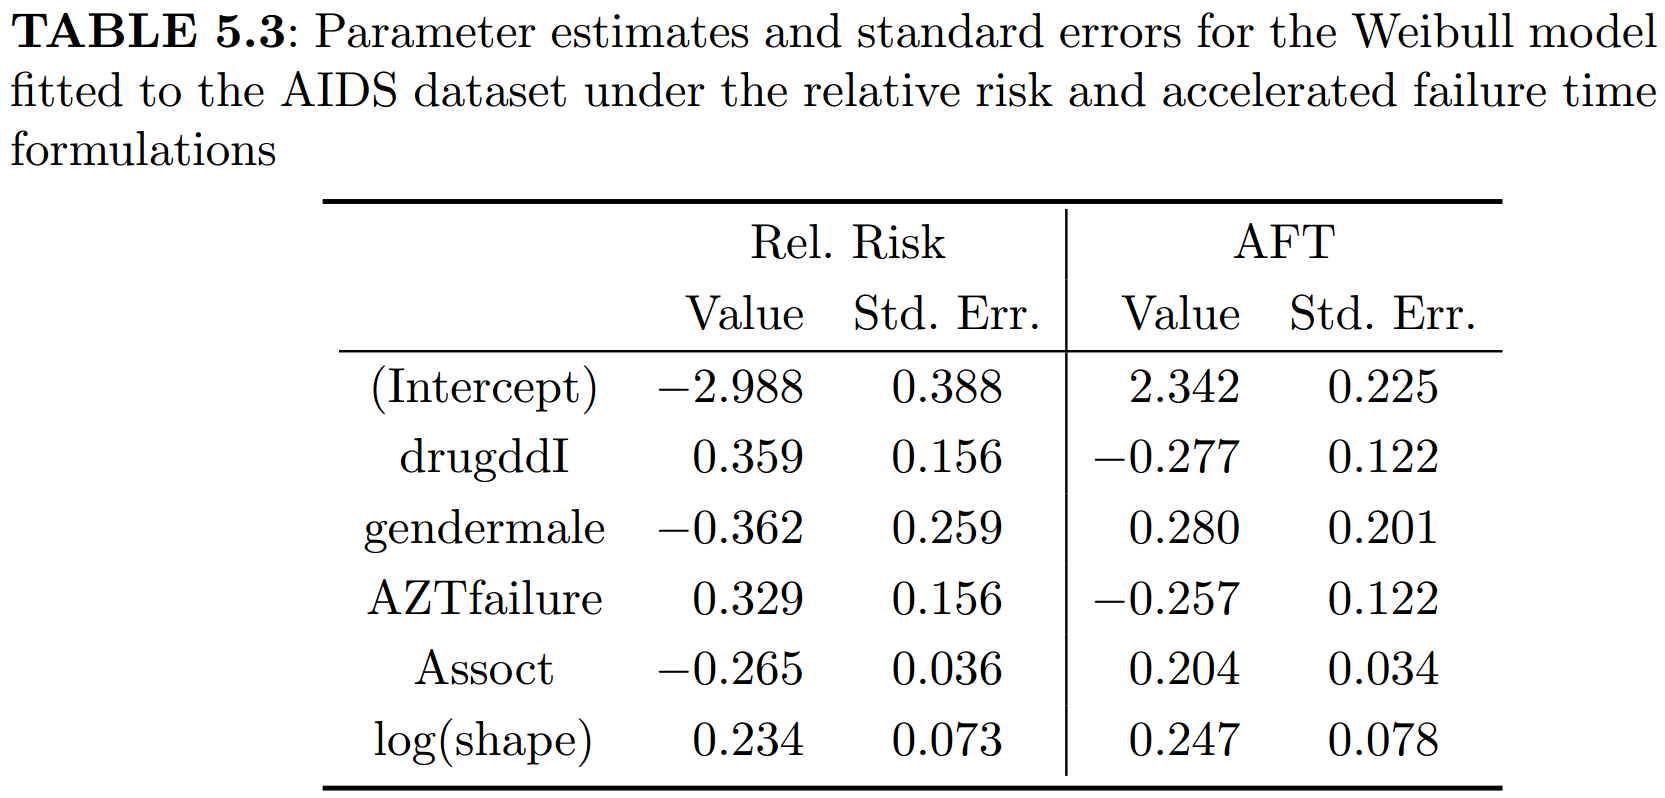 TABLE 5.3: Parameter estimates and standard errors for the Weibull model
fitted to the AIDS dataset under the relative risk and accelerated failure time
formulations
Rel. Risk AFT
Value Std. Err. Value Std. Err.
(Intercept) −2.988 0.388 2.342 0.225
drugddI 0.359 0.156 −0.277 0.122
gendermale −0.362 0.259 0.280 0.201
AZTfailure 0.329 0.156 −0.257 0.122
Assoct −0.265 0.036 0.204 0.034
log(shape) 0.234 0.073 0.247 0.078